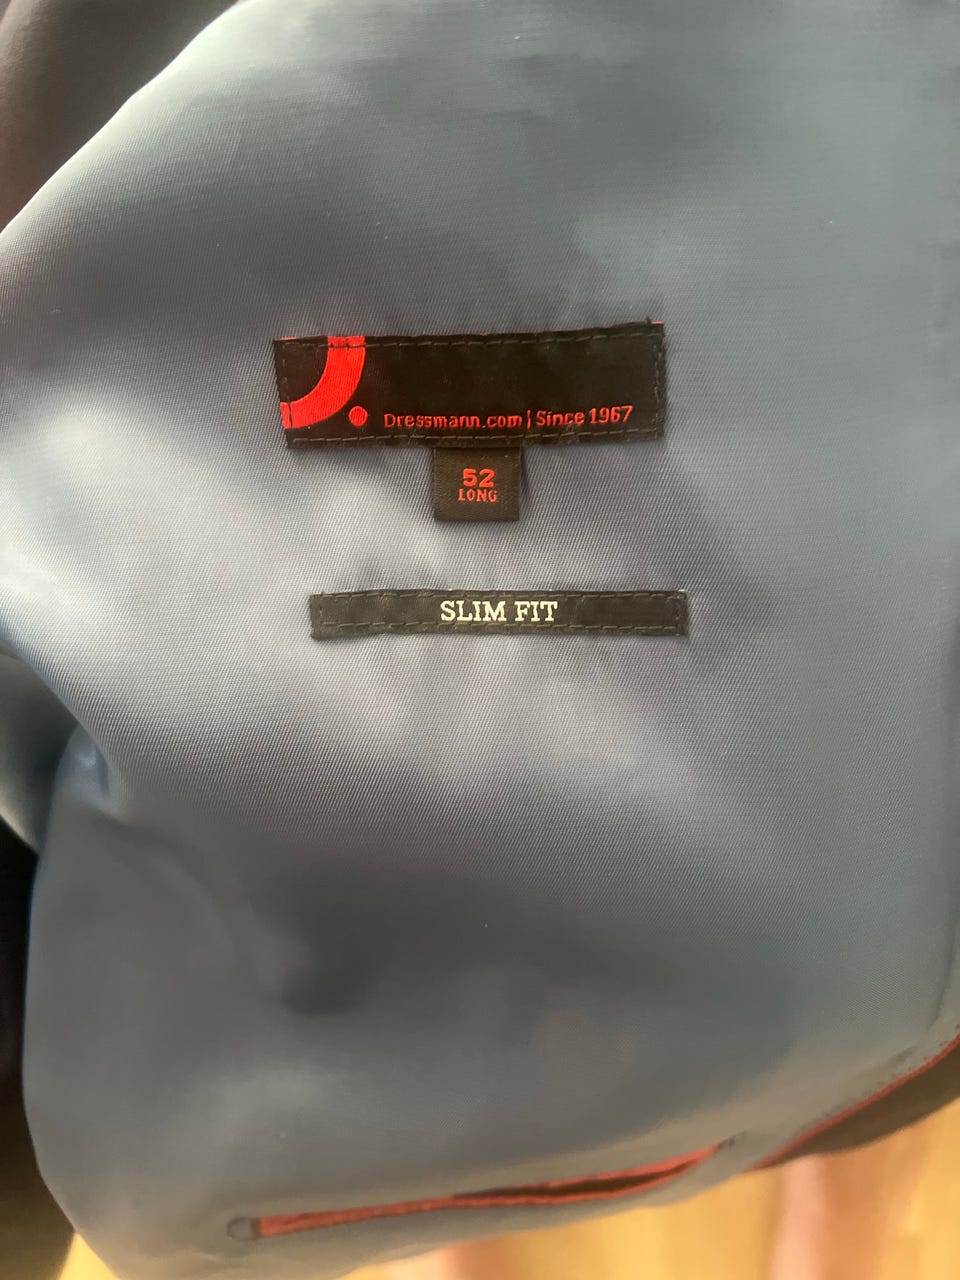 Dressmann.com | Since 1967
52
LONG
SLIM FIT